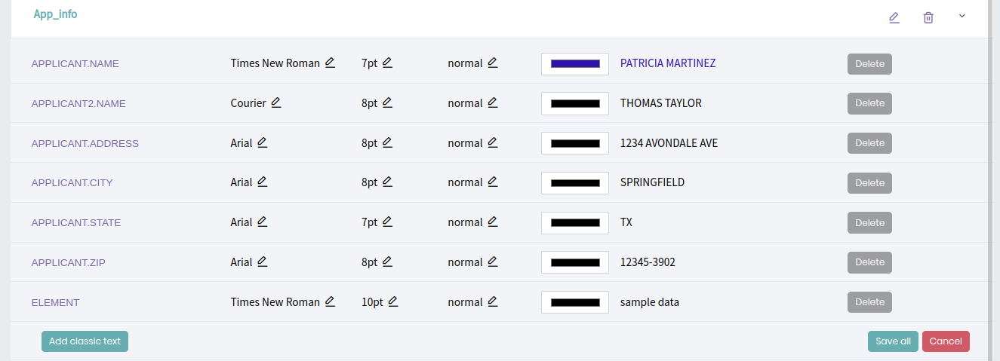 App_info
APPLICANT.NAME Times New Roman 7pt normal PATRICIA MARTINEZ Delete
APPLICANT2.NAME Courier 8pt normal THOMAS TAYLOR Delete
APPLICANT.ADDRESS Arial 8pt normal 1234 AVONDALE AVE Delete
APPLICANT.CITY Arial 8pt normal SPRINGFIELD Delete
APPLICANT.STATE Arial 7pt normal TX Delete
APPLICANT.ZIP Arial 8pt normal 12345-3902 Delete
ELEMENT Times New Roman 10pt normal sample data Delete
Add classic text Save all Cancel